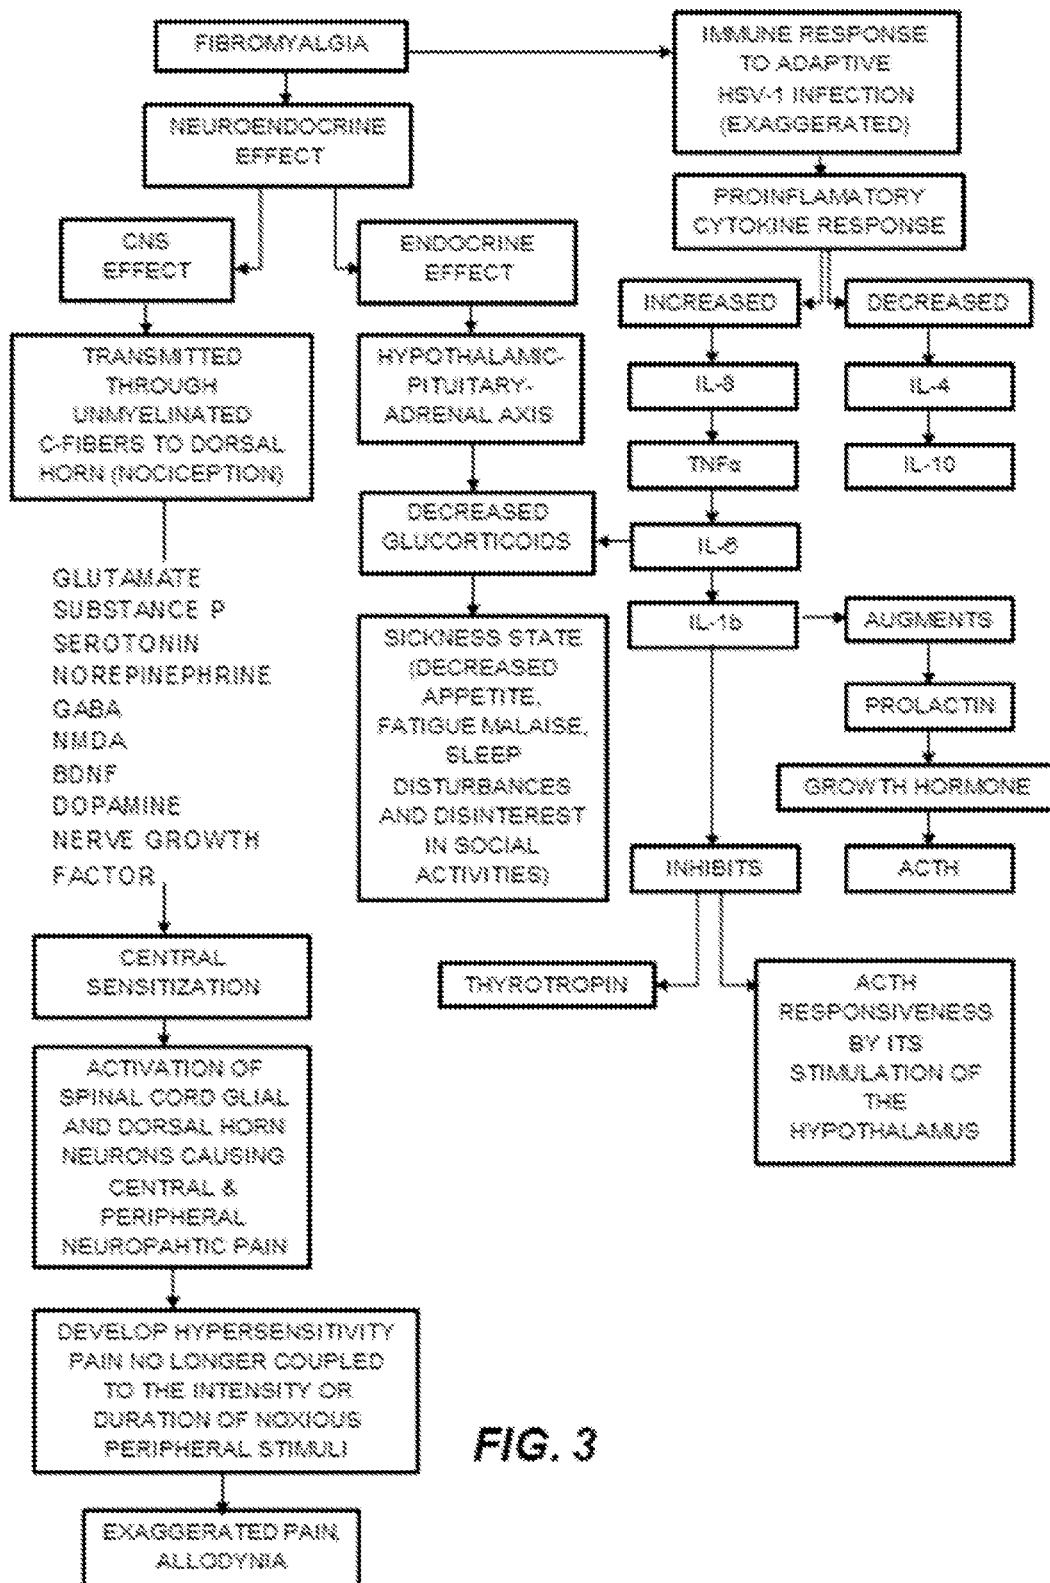 FIBROMYALGIA
IMMUNE RESPONSE
TO ADAPTIVE
HSV-1 INFECTION
(EXAGGERATED)
NEUROENDOCRINE
EFFECT
PROINFLAMATORY
CYTOKINE RESPONSE
CNS
EFFECT
ENDOCRINE
EFFECT
INCREASED
DECREASED
TRANSMITTED
THROUGH
UNMYELINATED
C-FIBERS TO DORSAL
HORN (NOCICEPTION)
HYPOTHALAMIC-
PITUITARY-
ADRENAL AXIS
IL-8
IL-4
TNFα
IL-10
DECREASED
GLUCORTICOIDS
IL-6
IL-1b
AUGMENTS
GLUTAMATE
SUBSTANCE P
SEROTONIN
NOREPINEPHRINE
GABA
NMDA
BDNF
DOPAMINE
NERVE GROWTH
FACTOR
SICKNESS STATE
(DECREASED
APPETITE,
FATIGUE MALAISE,
SLEEP
DISTURBANCES
AND DISINTEREST
IN SOCIAL
ACTIVITIES)
PROLACTIN
GROWTH HORMONE
INHIBITS
ACTH
CENTRAL
SENSITIZATION
THYROTROPIN
ACTH
RESPONSIVENESS
BY ITS
STIMULATION OF
THE
HYPOTHALAMUS
ACTIVATION OF
SPINAL CORD GLIAL
AND DORSAL HORN
NEURONS CAUSING
CENTRAL &
PERIPHERAL
NEUROPAHTIC PAIN
DEVELOP HYPERSENSITIVITY
PAIN NO LONGER COUPLED
TO THE INTENSITY OR
DURATION OF NOXIOUS
PERIPHERAL STIMULI
FIG. 3
EXAGGERATED PAIN,
ALLODYNIA